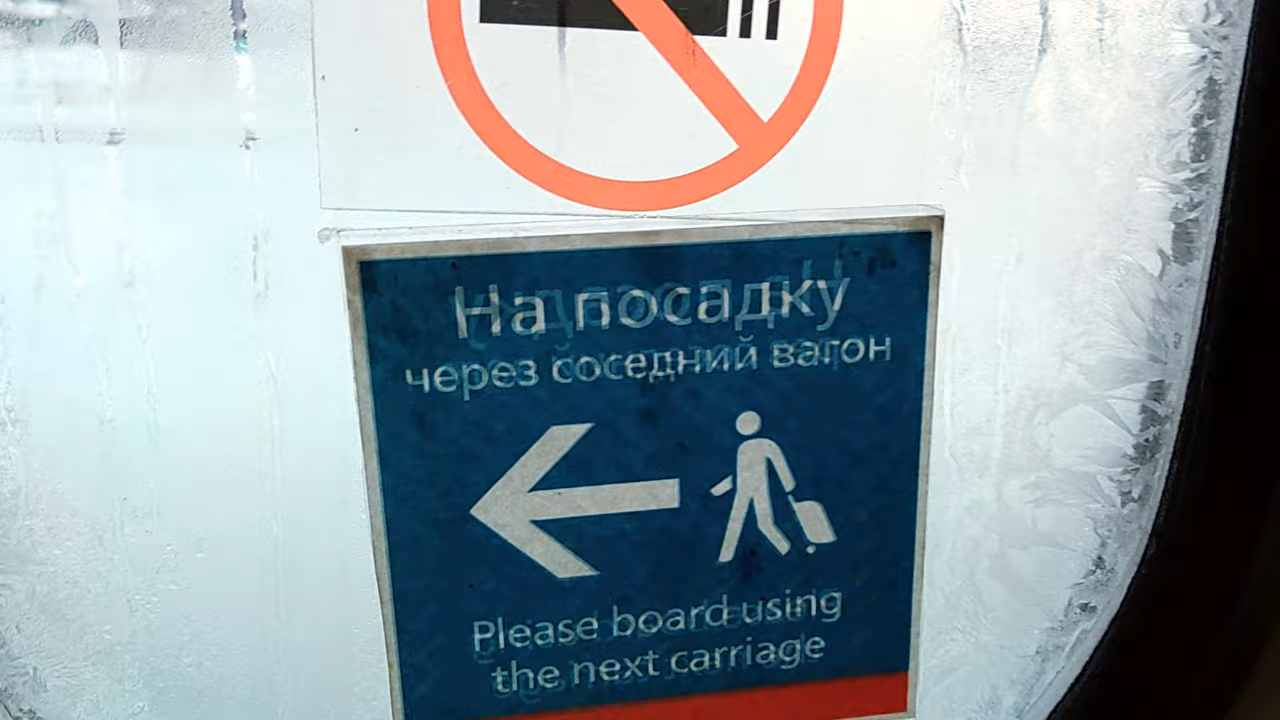 На посадку
через соседний вагон
Please board using
the next carriage